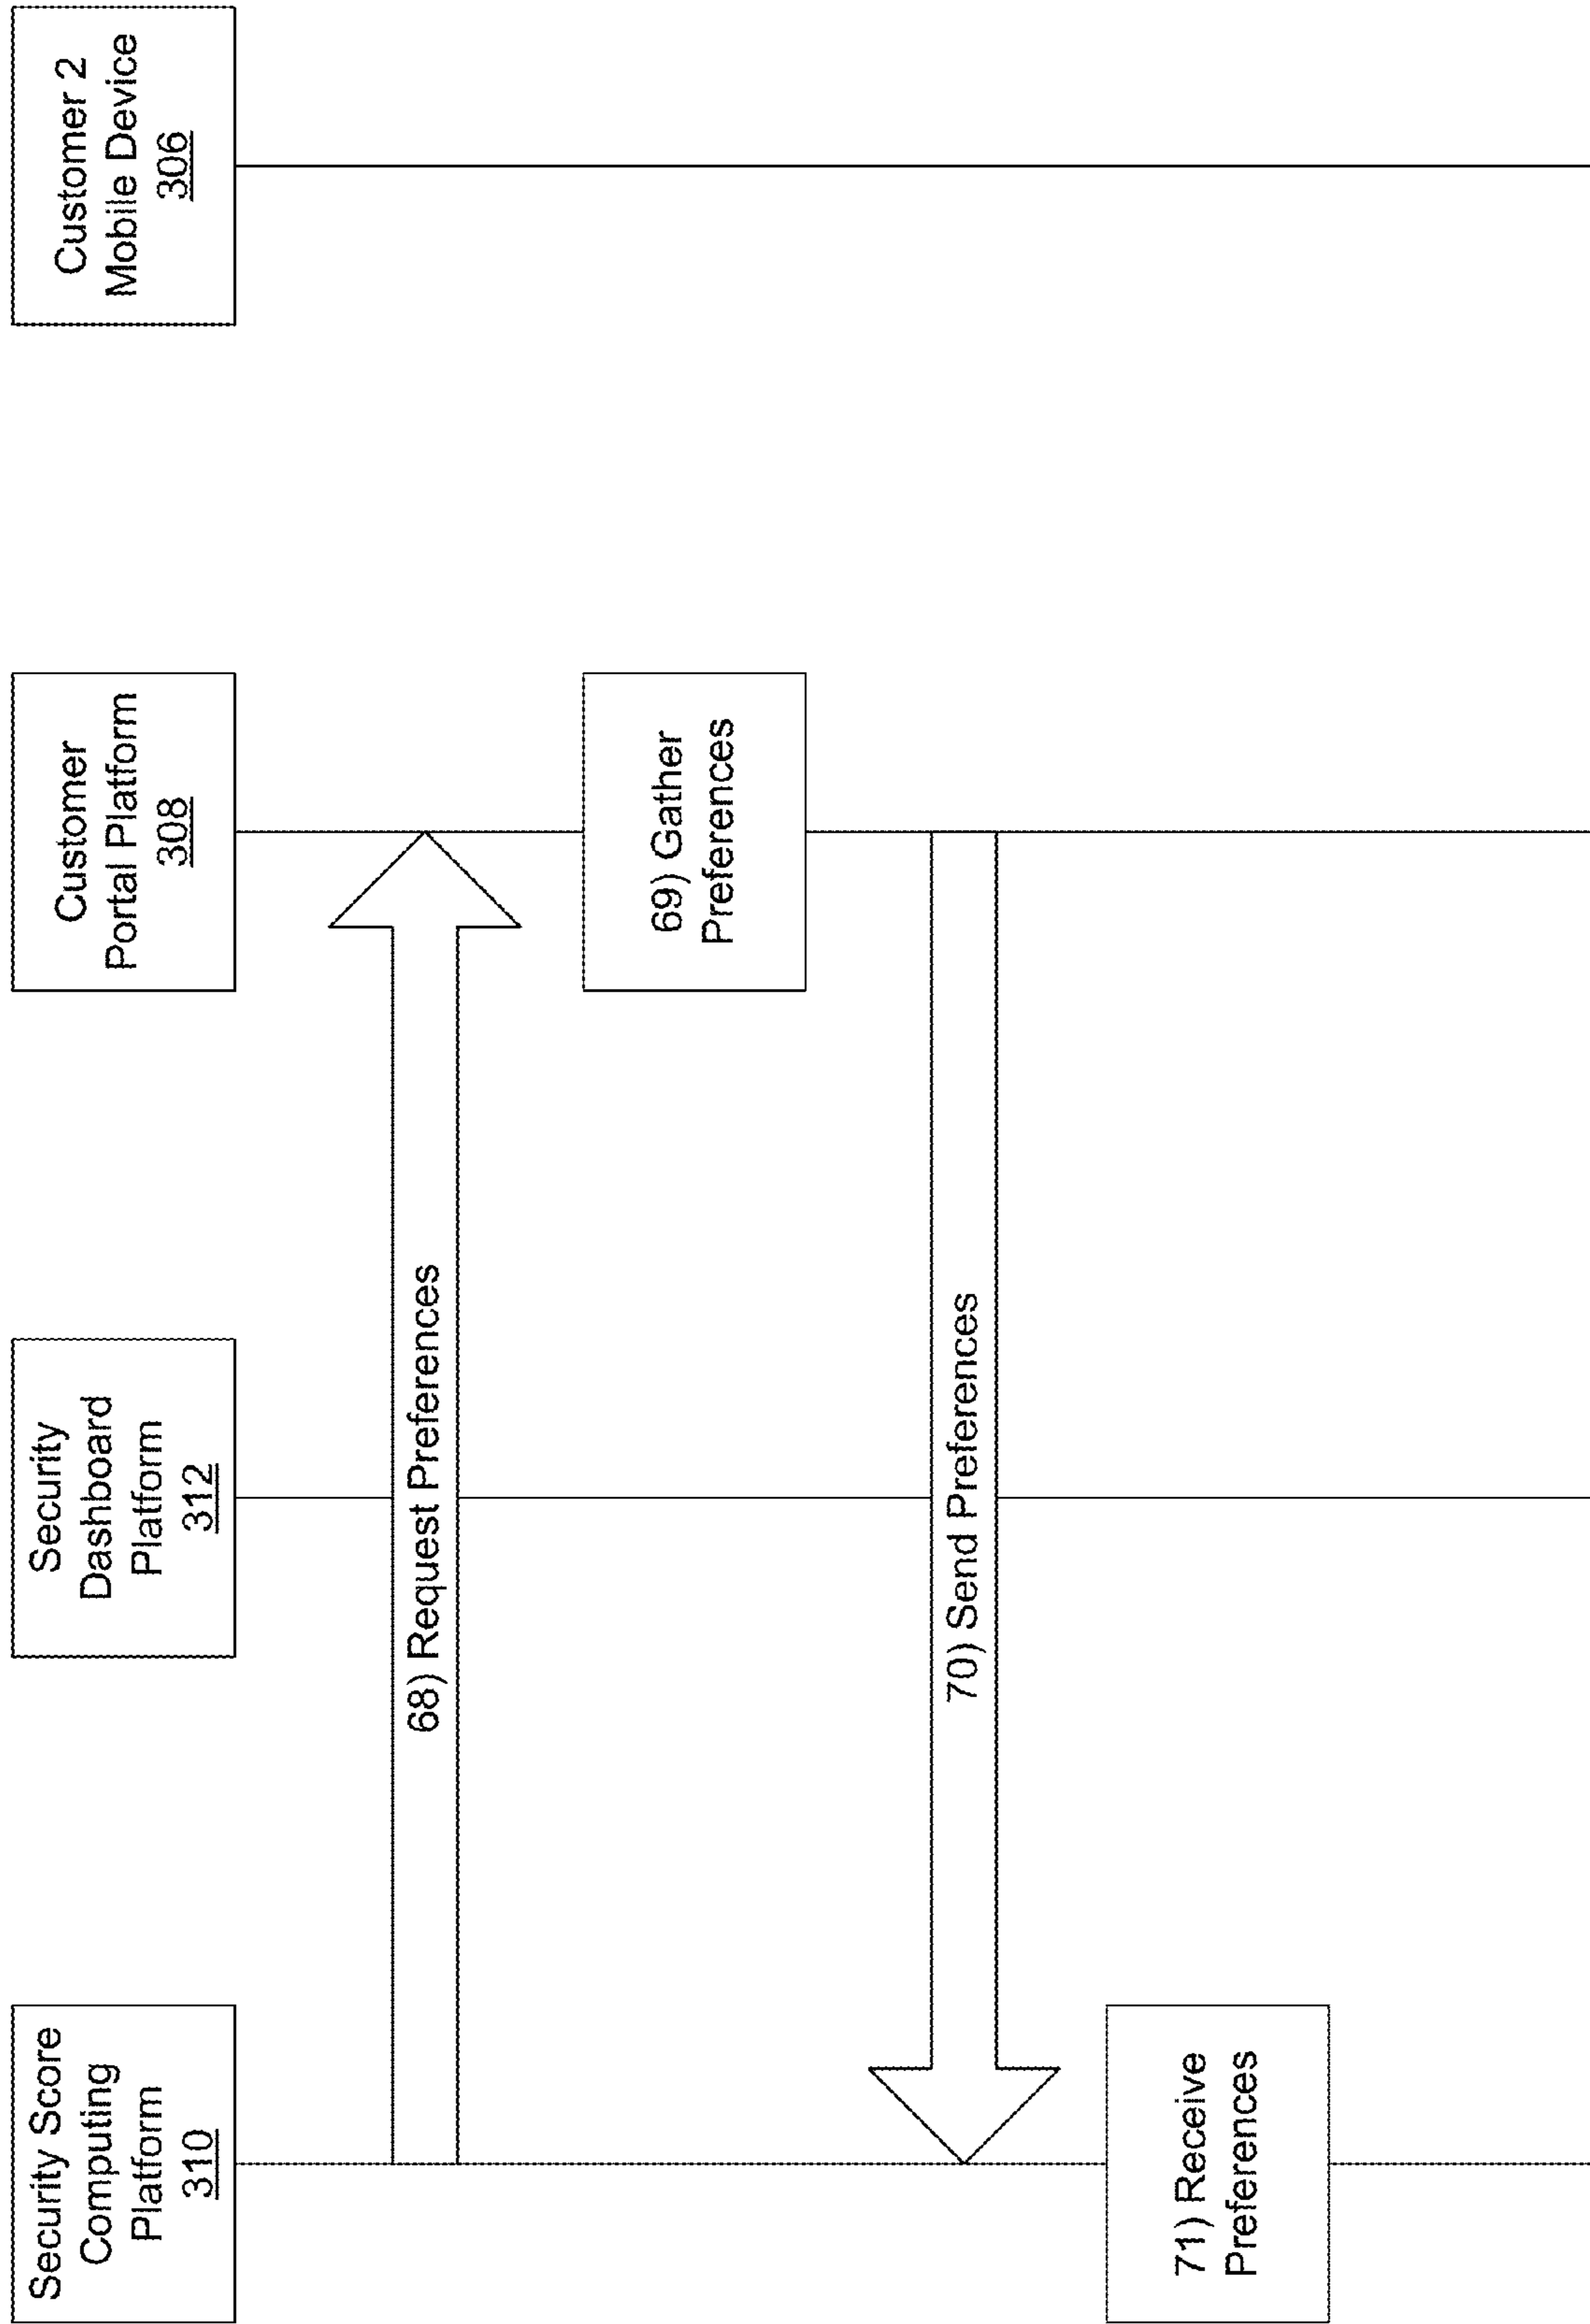 Security Score
Computing
Platform
310
Security
Dashboard
Platform
312
Customer
Portal Platform
308
Customer 2
Mobile Device
306
68) Request Preferences
69) Gather
Preferences
70) Send Preferences
71) Receive
Preferences